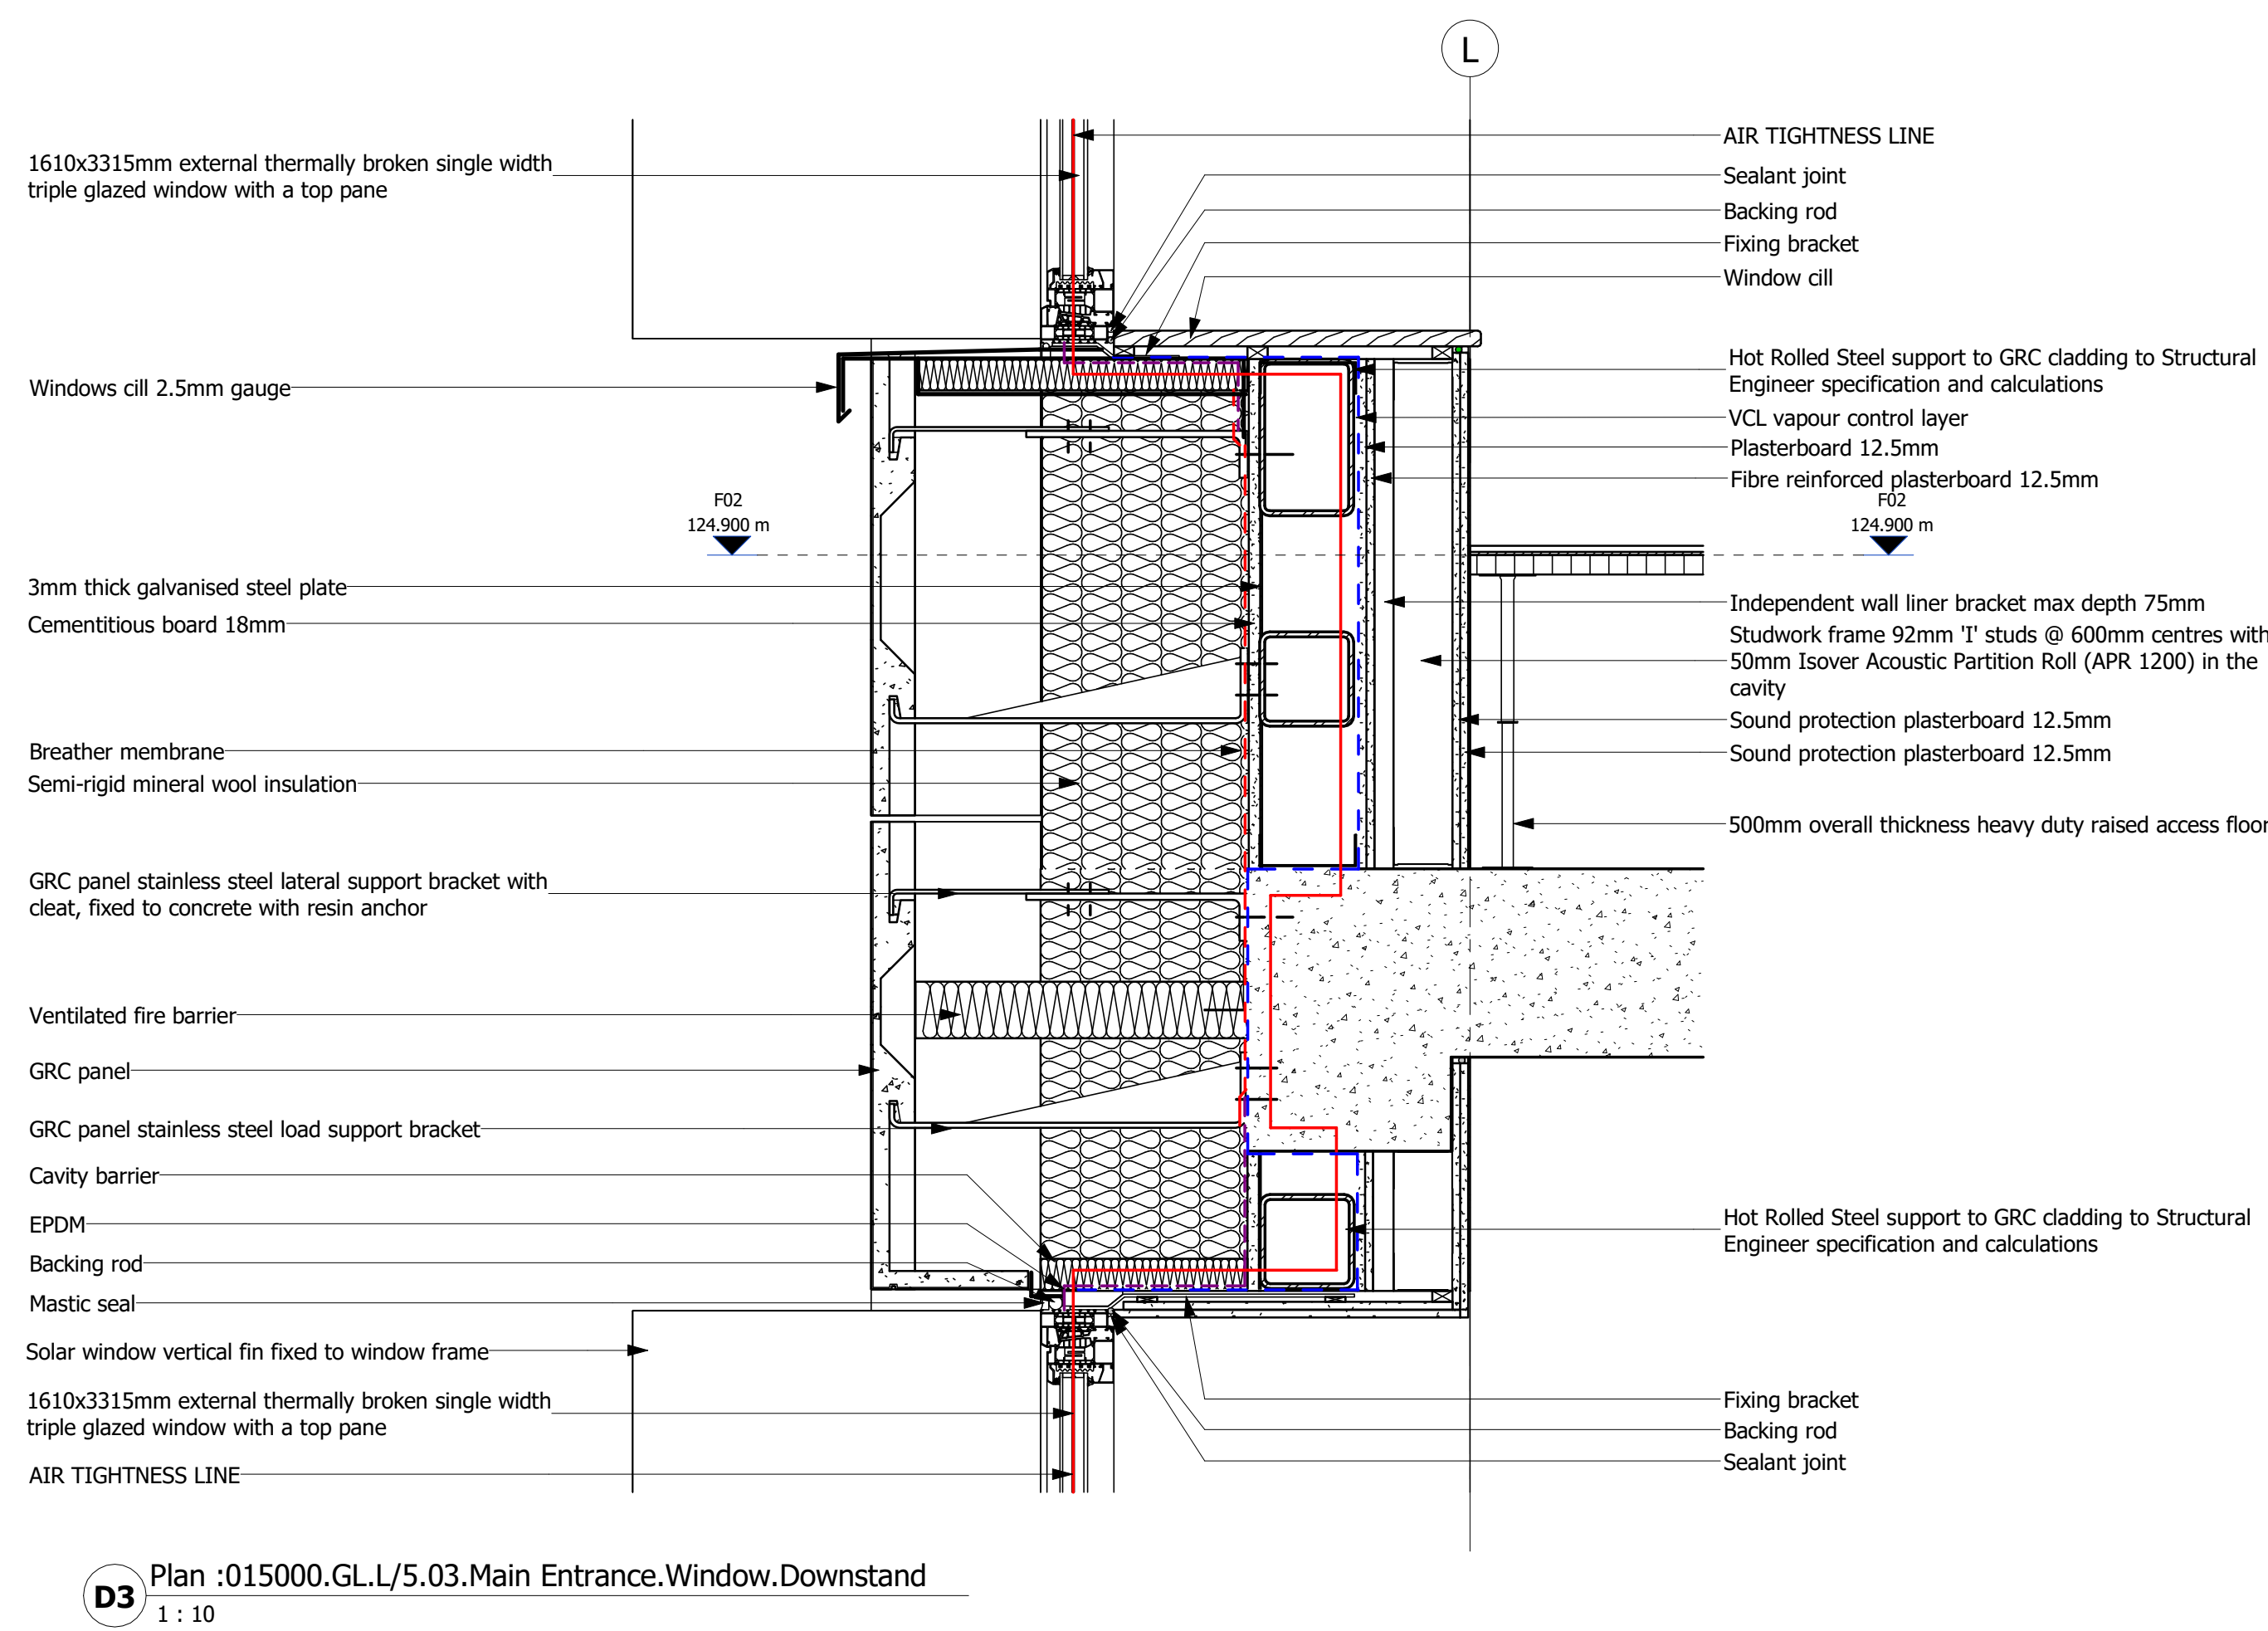 L
1610x3315mm external thermally broken single width
triple glazed window with a top pane
Windows cill 2.5mm gauge
F02
124.900 m
3mm thick galvanised steel plate
Cementitious board 18mm
Breather membrane
Semi-rigid mineral wool insulation
GRC panel stainless steel lateral support bracket with
cleat, fixed to concrete with resin anchor
Ventilated fire barrier
GRC panel
GRC panel stainless steel load support bracket
Cavity barrier
EPDM
Backing rod
Mastic seal
Solar window vertical fin fixed to window frame
1610x3315mm external thermally broken single width
triple glazed window with a top pane
AIR TIGHTNESS LINE
AIR TIGHTNESS LINE
Sealant joint
Backing rod
Fixing bracket
Window cill
Hot Rolled Steel support to GRC cladding to Structural
Engineer specification and calculations
VCL vapour control layer
Plasterboard 12.5mm
Fibre reinforced plasterboard 12.5mm
F02
124.900 m
Independent wall liner bracket max depth 75mm
Studwork frame 92mm 'I' studs @ 600mm centres with
50mm Isover Acoustic Partition Roll (APR 1200) in the
cavity
Sound protection plasterboard 12.5mm
Sound protection plasterboard 12.5mm
500mm overall thickness heavy duty raised access floor
Hot Rolled Steel support to GRC cladding to Structural
Engineer specification and calculations
Fixing bracket
Backing rod
Sealant joint
D3
Plan :015000.GL.L/5.03.Main Entrance.Window.Downstand
1 : 10